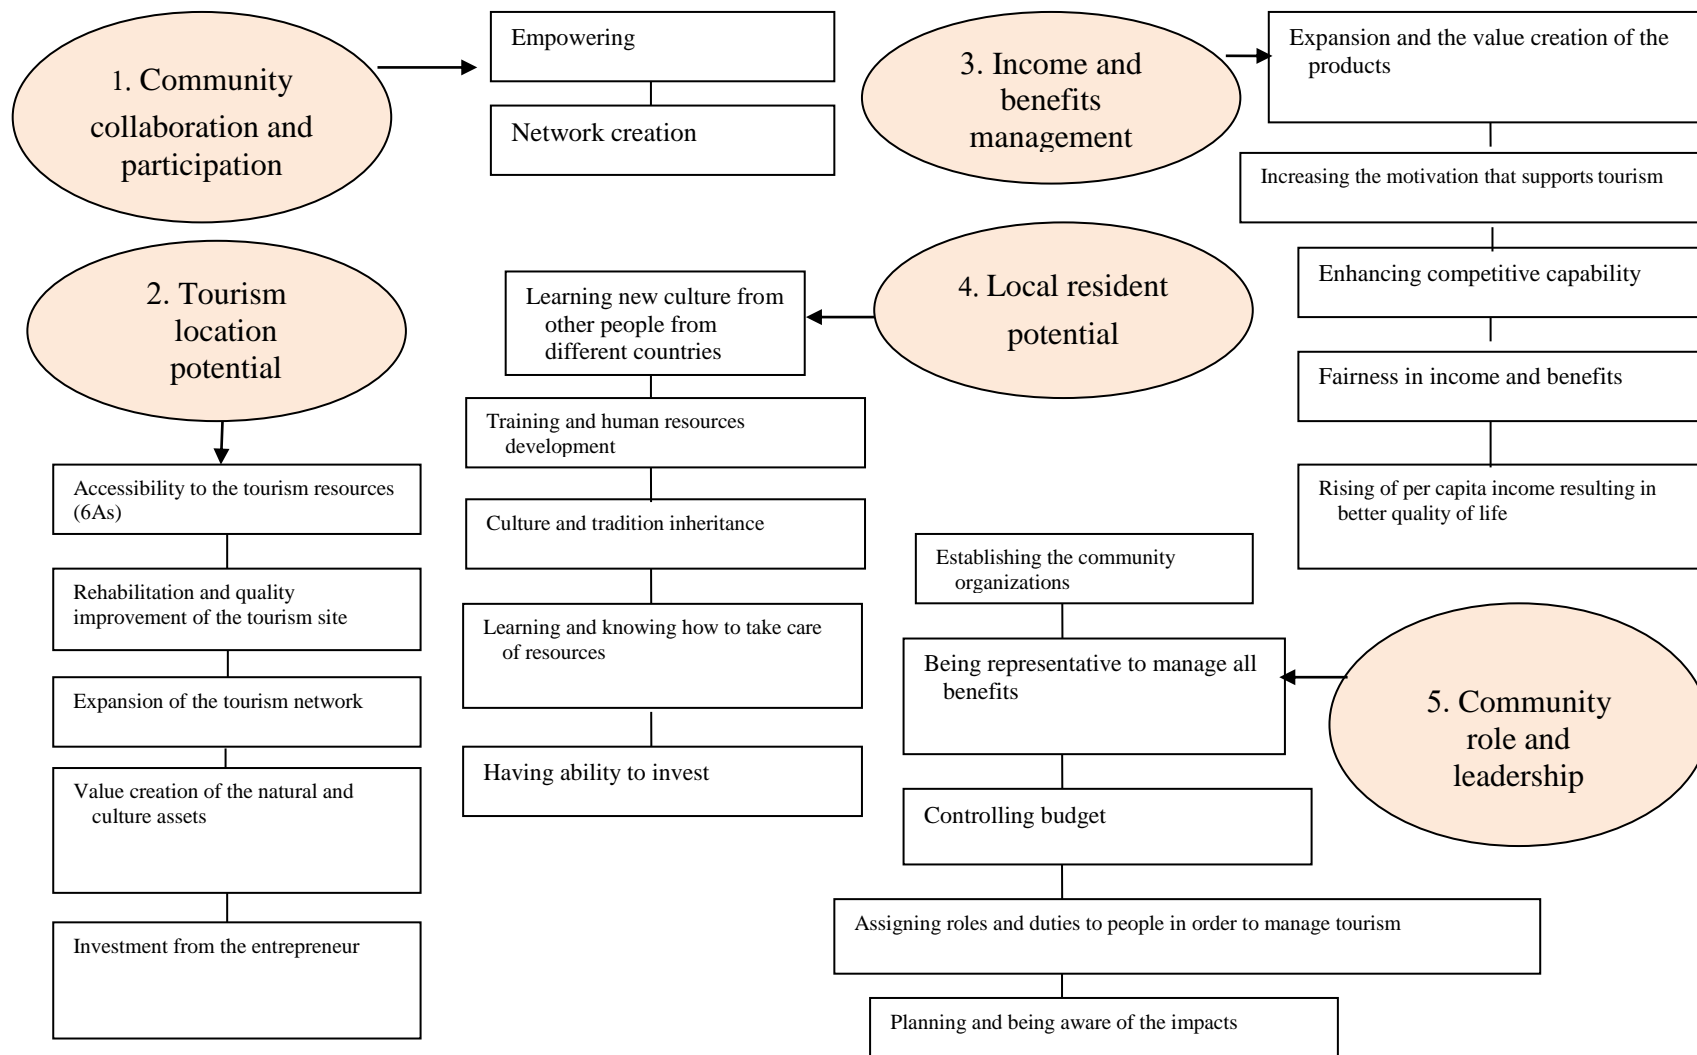 1. Community
collaboration and
participation
Empowering
Network creation
2. Tourism
location
potential
Accessibility to the tourism resources
(6As)
Rehabilitation and quality
improvement of the tourism site
Expansion of the tourism network
Value creation of the natural and
culture assets
Investment from the entrepreneur
3. Income and
benefits
management
Expansion and the value creation of the
products
Increasing the motivation that supports tourism
Enhancing competitive capability
Fairness in income and benefits
Rising of per capita income resulting in
better quality of life
4. Local resident
potential
Learning new culture from
other people from
different countries
Training and human resources
development
Culture and tradition inheritance
Learning and knowing how to take care
of resources
Having ability to invest
5. Community
role and
leadership
Establishing the community
organizations
Being representative to manage all
benefits
Controlling budget
Assigning roles and duties to people in order to manage tourism
Planning and being aware of the impacts